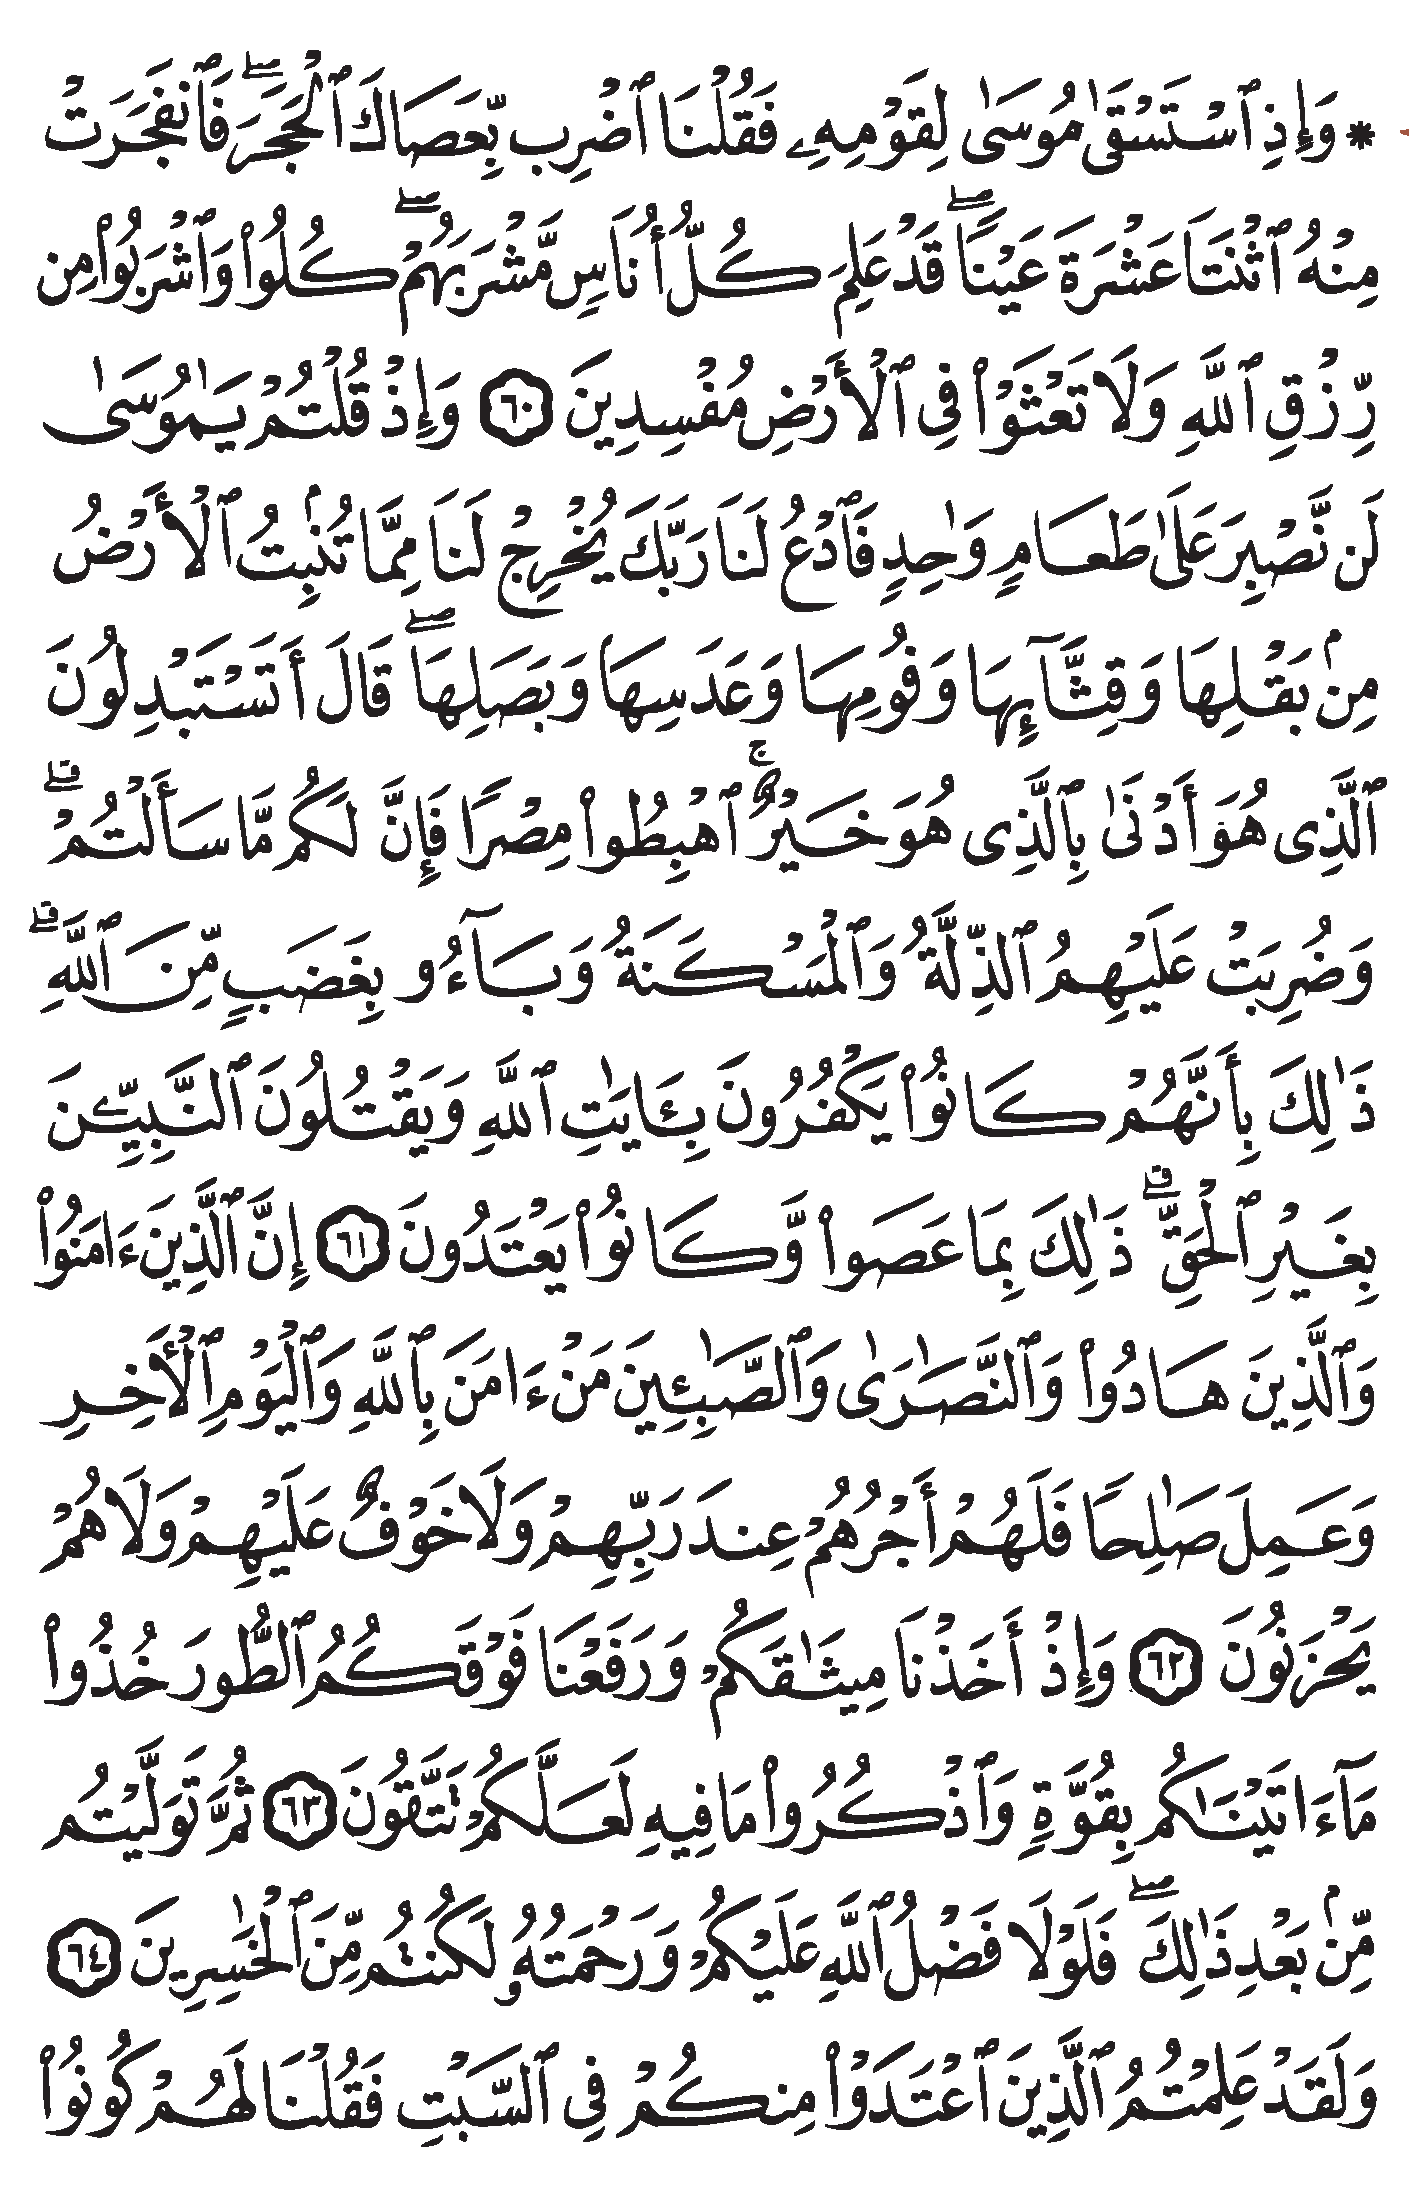 * وَإِذِ ٱسْتَسْقَىٰ مُوسَىٰ لِقَوْمِهِۦ فَقُلْنَا ٱضْرِب بِّعَصَاكَ ٱلْحَجَرَۖ فَٱنفَجَرَتْ
مِنْهُ ٱثْنَتَا عَشْرَةَ عَيْنًاۖ قَدْ عَلِمَ كُلُّ أُنَاسٍ مَّشْرَبَهُمْۖ كُلُوا۟ وَٱشْرَبُوا۟ مِن
رِّزْقِ ٱللَّهِ وَلَا تَعْثَوْا۟ فِى ٱلْأَرْضِ مُفْسِدِينَ ٦٠ وَإِذْ قُلْتُمْ يَـٰمُوسَىٰ
لَن نَّصْبِرَ عَلَىٰ طَعَامٍ وَٰحِدٍ فَٱدْعُ لَنَا رَبَّكَ يُخْرِجْ لَنَا مِمَّا تُنۢبِتُ ٱلْأَرْضُ
مِنۢ بَقْلِهَا وَقِثَّآئِهَا وَفُومِهَا وَعَدَسِهَا وَبَصَلِهَاۖ قَالَ أَتَسْتَبْدِلُونَ
ٱلَّذِى هُوَ أَدْنَىٰ بِٱلَّذِى هُوَ خَيْرٌۚ ٱهْبِطُوا۟ مِصْرًا فَإِنَّ لَكُم مَّا سَأَلْتُمْۗ
وَضُرِبَتْ عَلَيْهِمُ ٱلذِّلَّةُ وَٱلْمَسْكَنَةُ وَبَآءُو بِغَضَبٍ مِّنَ ٱللَّهِۗ
ذَٰلِكَ بِأَنَّهُمْ كَانُوا۟ يَكْفُرُونَ بِـَٔايَـٰتِ ٱللَّهِ وَيَقْتُلُونَ ٱلنَّبِيِّـۧنَ
بِغَيْرِ ٱلْحَقِّۗ ذَٰلِكَ بِمَا عَصَوا۟ وَّكَانُوا۟ يَعْتَدُونَ ٦١ إِنَّ ٱلَّذِينَ ءَامَنُوا۟
وَٱلَّذِينَ هَادُوا۟ وَٱلنَّصَـٰرَىٰ وَٱلصَّـٰبِـِٔينَ مَنْ ءَامَنَ بِٱللَّهِ وَٱلْيَوْمِ ٱلْـَٔاخِرِ
وَعَمِلَ صَـٰلِحًا فَلَهُمْ أَجْرُهُمْ عِندَ رَبِّهِمْ وَلَا خَوْفٌ عَلَيْهِمْ وَلَا هُمْ
يَحْزَنُونَ ٦٢ وَإِذْ أَخَذْنَا مِيثَـٰقَكُمْ وَرَفَعْنَا فَوْقَكُمُ ٱلطُّورَ خُذُوا۟
مَآ ءَاتَيْنَـٰكُم بِقُوَّةٍ وَٱذْكُرُوا۟ مَا فِيهِ لَعَلَّكُمْ تَتَّقُونَ ٦٣ ثُمَّ تَوَلَّيْتُم
مِّنۢ بَعْدِ ذَٰلِكَۖ فَلَوْلَا فَضْلُ ٱللَّهِ عَلَيْكُمْ وَرَحْمَتُهُۥ لَكُنتُم مِّنَ ٱلْخَـٰسِرِينَ ٦٤
وَلَقَدْ عَلِمْتُمُ ٱلَّذِينَ ٱعْتَدَوْا۟ مِنكُمْ فِى ٱلسَّبْتِ فَقُلْنَا لَهُمْ كُونُوا۟